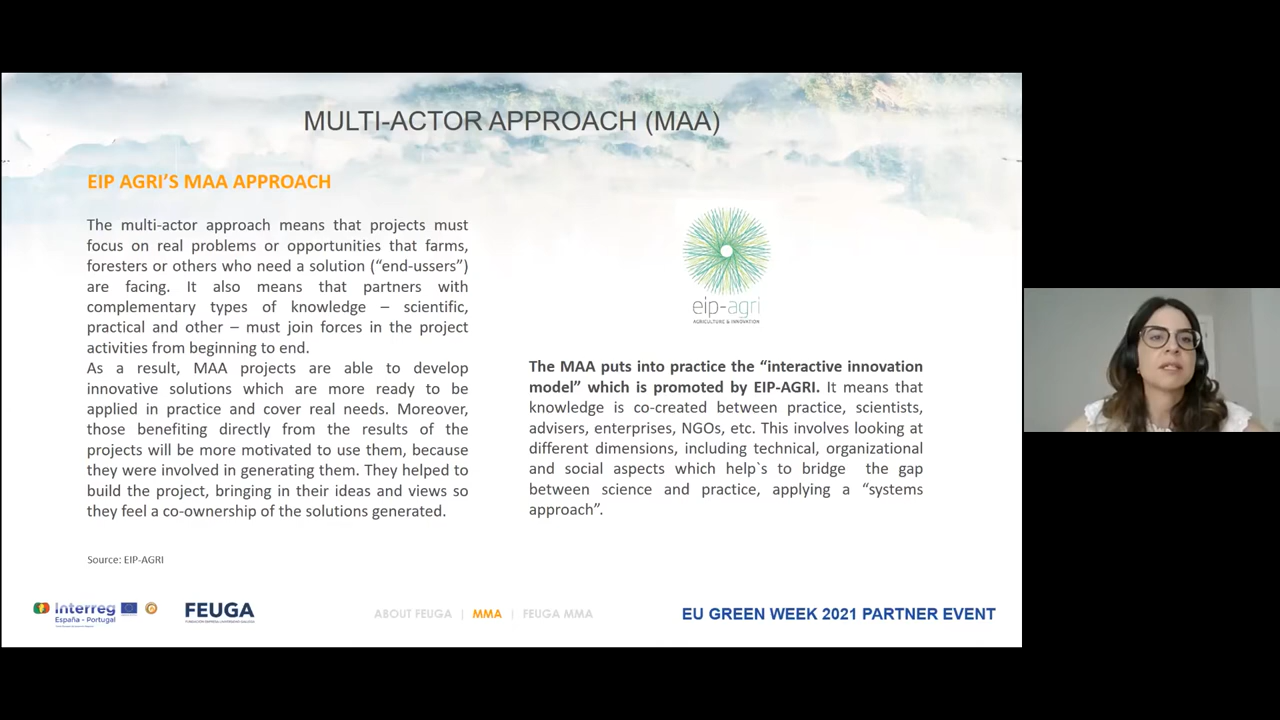 MULTI-ACTOR APPROACH (MAA)
EIP AGRI'S MAA APPROACH
The multi-actor approach means that projects must
focus on real problems or opportunities that farms,
foresters or others who need a solution (“end-ussers”)
are facing. It also means that partners with
complementary types of knowledge – scientific,
practical and other – must join forces in the project
activities from beginning to end.
As a result, MAA projects are able to develop
innovative solutions which are more ready to be
applied in practice and cover real needs. Moreover,
those benefiting directly from the results of the
projects will be more motivated to use them, because
they were involved in generating them. They helped to
build the project, bringing in their ideas and views so
they feel a co-ownership of the solutions generated.
Source: EIP-AGRI
eip-agri
AGRICULTURE & INNOVATION
The MAA puts into practice the “interactive innovation
model” which is promoted by EIP-AGRI. It means that
knowledge is co-created between practice, scientists,
advisers, enterprises, NGOs, etc. This involves looking at
different dimensions, including technical, organizational
and social aspects which help`s to bridge the gap
between science and practice, applying a “systems
approach”.
Interreg
España - Portugal
FEUGA
ABOUT FEUGA | MMA | FEUGA MMA
EU GREEN WEEK 2021 PARTNER EVENT